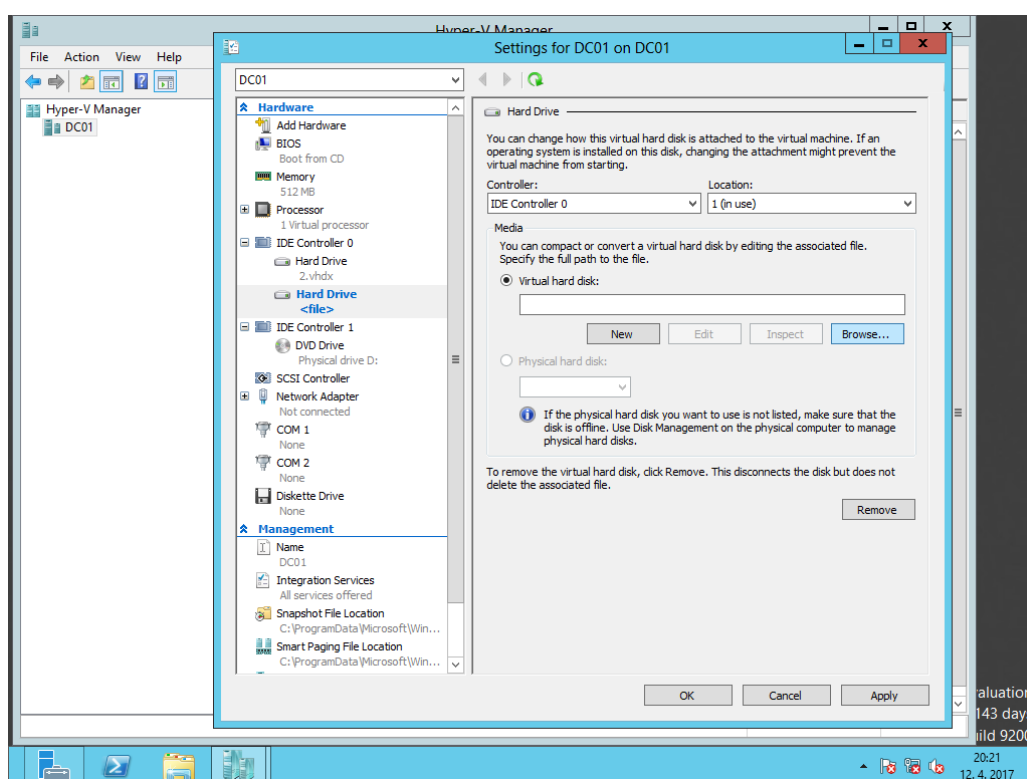 Hyper-V Manager
File Action View Help
Hyper-V Manager
DC01
Settings for DC01 on DC01
DC01
Hardware
Add Hardware
BIOS
Boot from CD
Memory
512 MB
Processor
1 Virtual processor
IDE Controller 0
Hard Drive
2.vhdx
Hard Drive
<file>
IDE Controller 1
DVD Drive
Physical drive D:
SCSI Controller
Network Adapter
Not connected
COM 1
None
COM 2
None
Diskette Drive
None
Management
Name
DC01
Integration Services
All services offered
Snapshot File Location
C:\ProgramData\Microsoft\Win...
Smart Paging File Location
C:\ProgramData\Microsoft\Win...
Hard Drive
You can change how this virtual hard disk is attached to the virtual machine. If an
operating system is installed on this disk, changing the attachment might prevent the
virtual machine from starting.
Controller: Location:
IDE Controller 0 1 (in use)
Media
You can compact or convert a virtual hard disk by editing the associated file.
Specify the full path to the file.
Virtual hard disk:
New Edit Inspect Browse...
Physical hard disk:
If the physical hard disk you want to use is not listed, make sure that the
disk is offline. Use Disk Management on the physical computer to manage
physical hard disks.
To remove the virtual hard disk, click Remove. This disconnects the disk but does not
delete the associated file.
Remove
OK Cancel Apply
aluation
143 day
ild 9200
20:21
12. 4. 2017